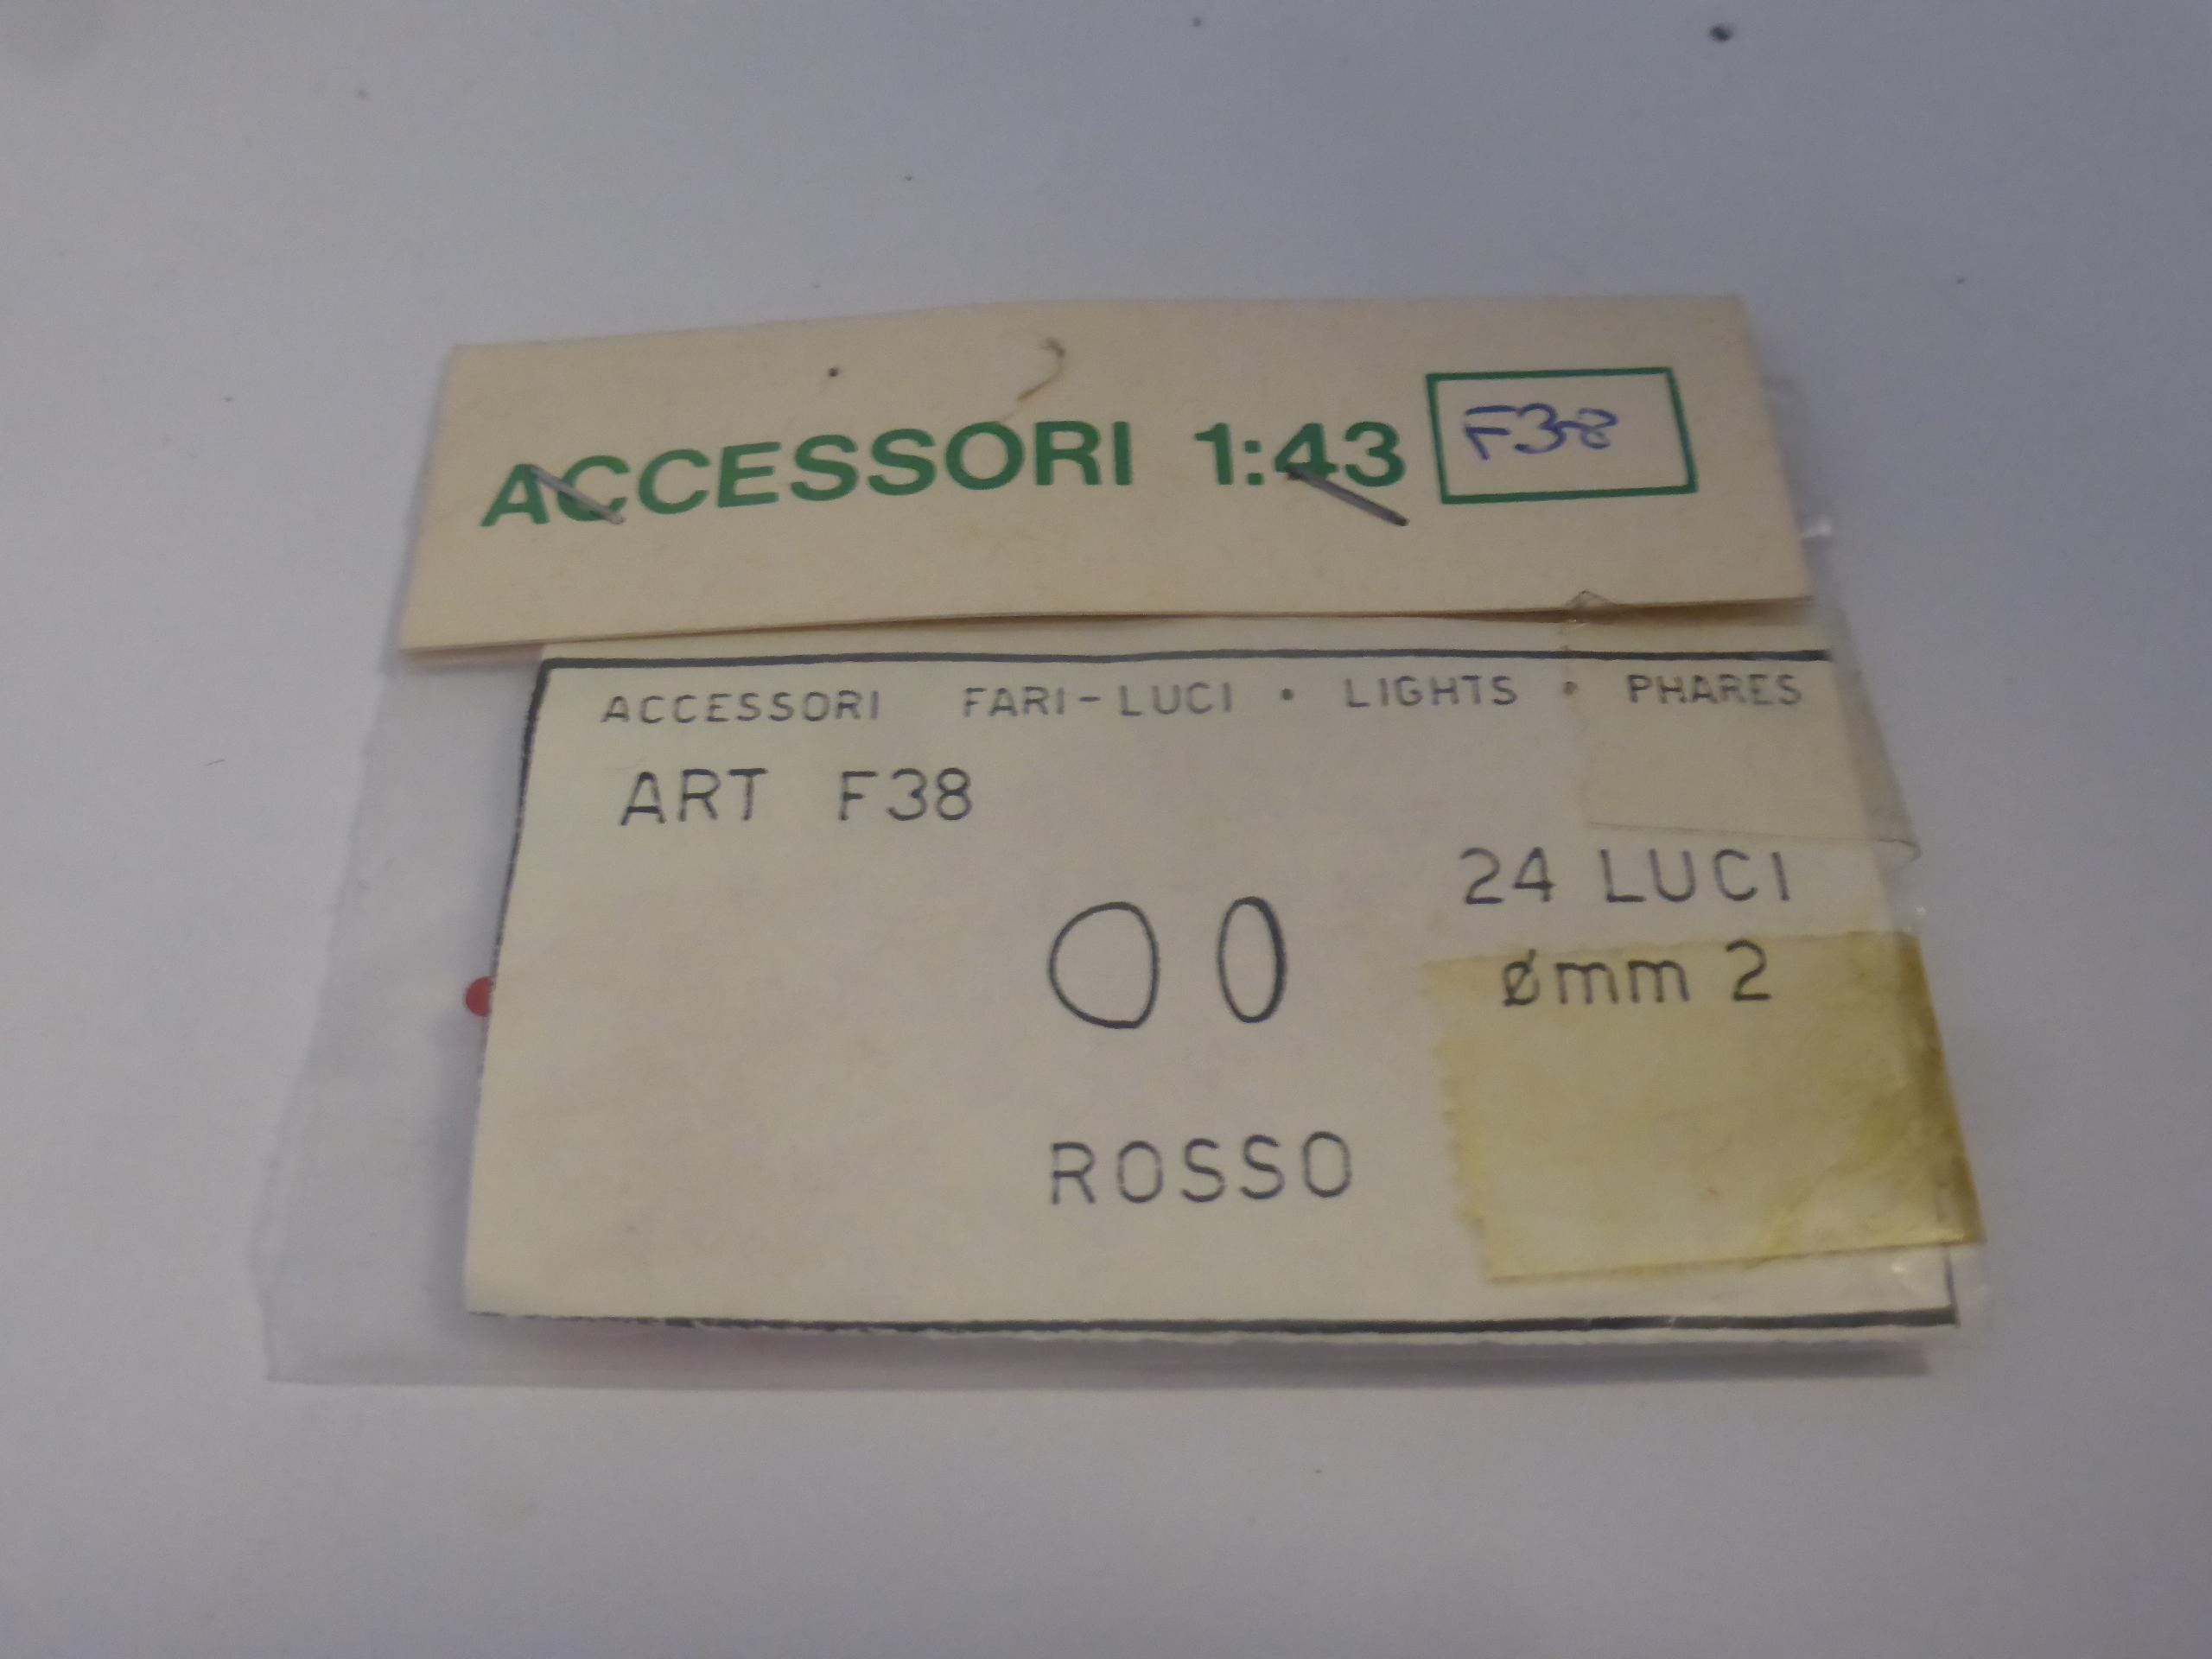 ACCESSORI 1:43 F38
ACCESSORI FARI-LUCI • LIGHTS • PHARES
ART F38
24 LUCI
ømm 2
ROSSO